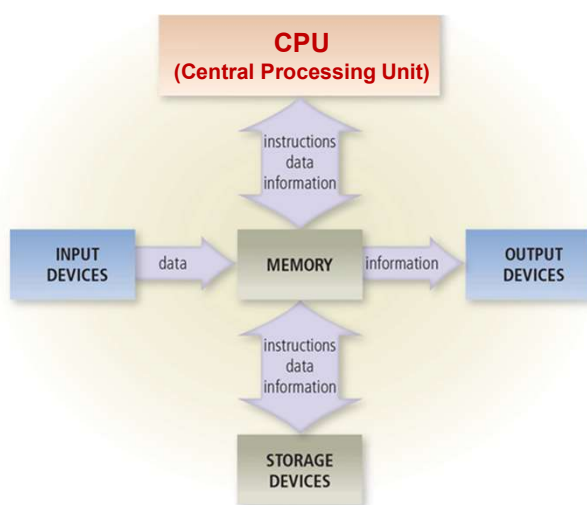 CPU
(Central Processing Unit)
instructions
data
information
INPUT
DEVICES
data
MEMORY
information
OUTPUT
DEVICES
instructions
data
information
STORAGE
DEVICES